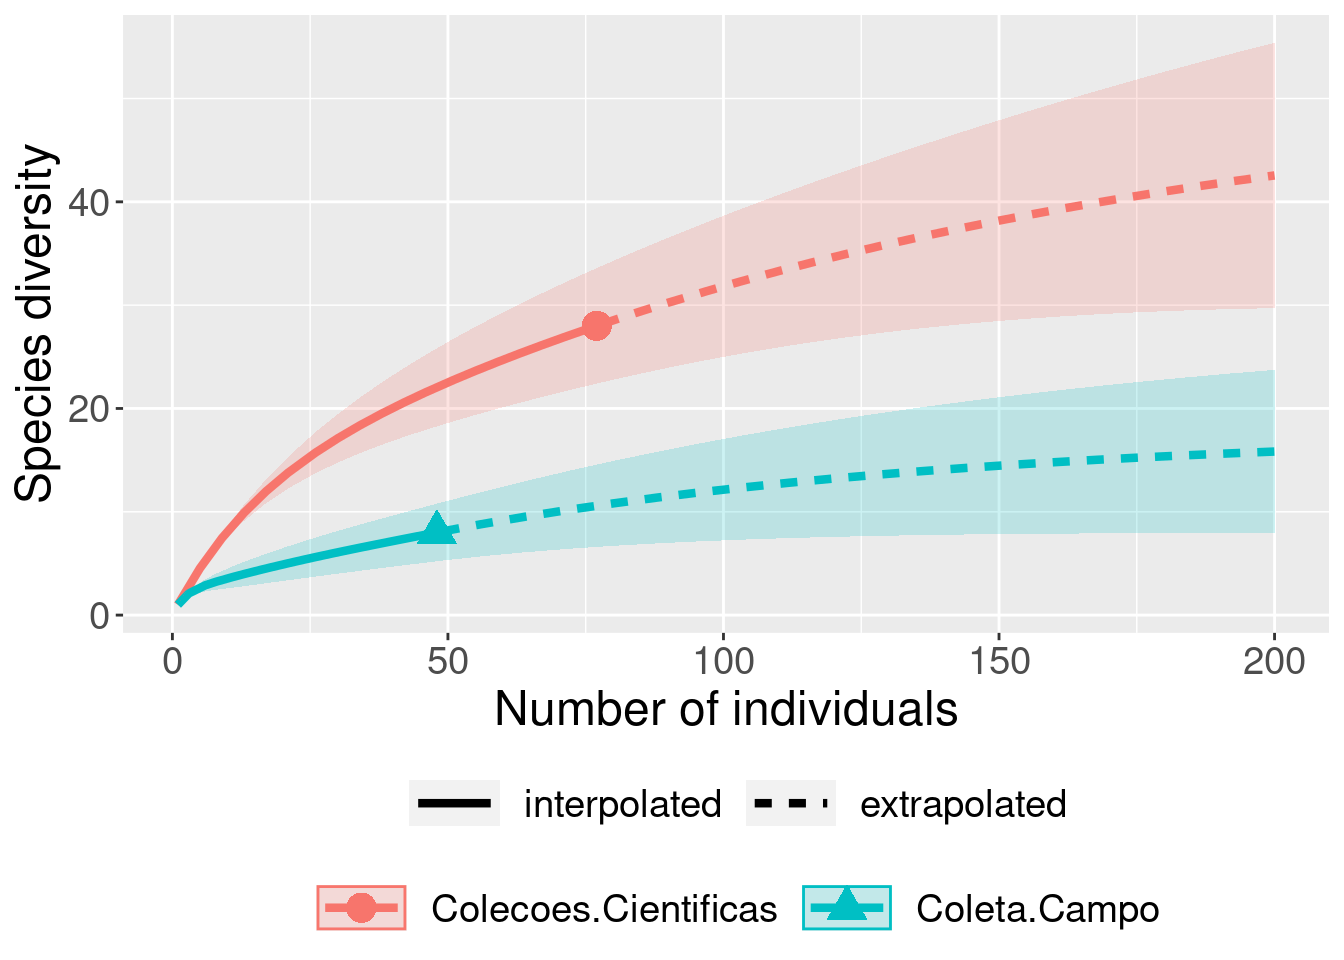 Species diversity
40
20
0
0 50 100 150 200
Number of individuals
interpolated extrapolated
Colecoes.Cientificas Coleta.Campo